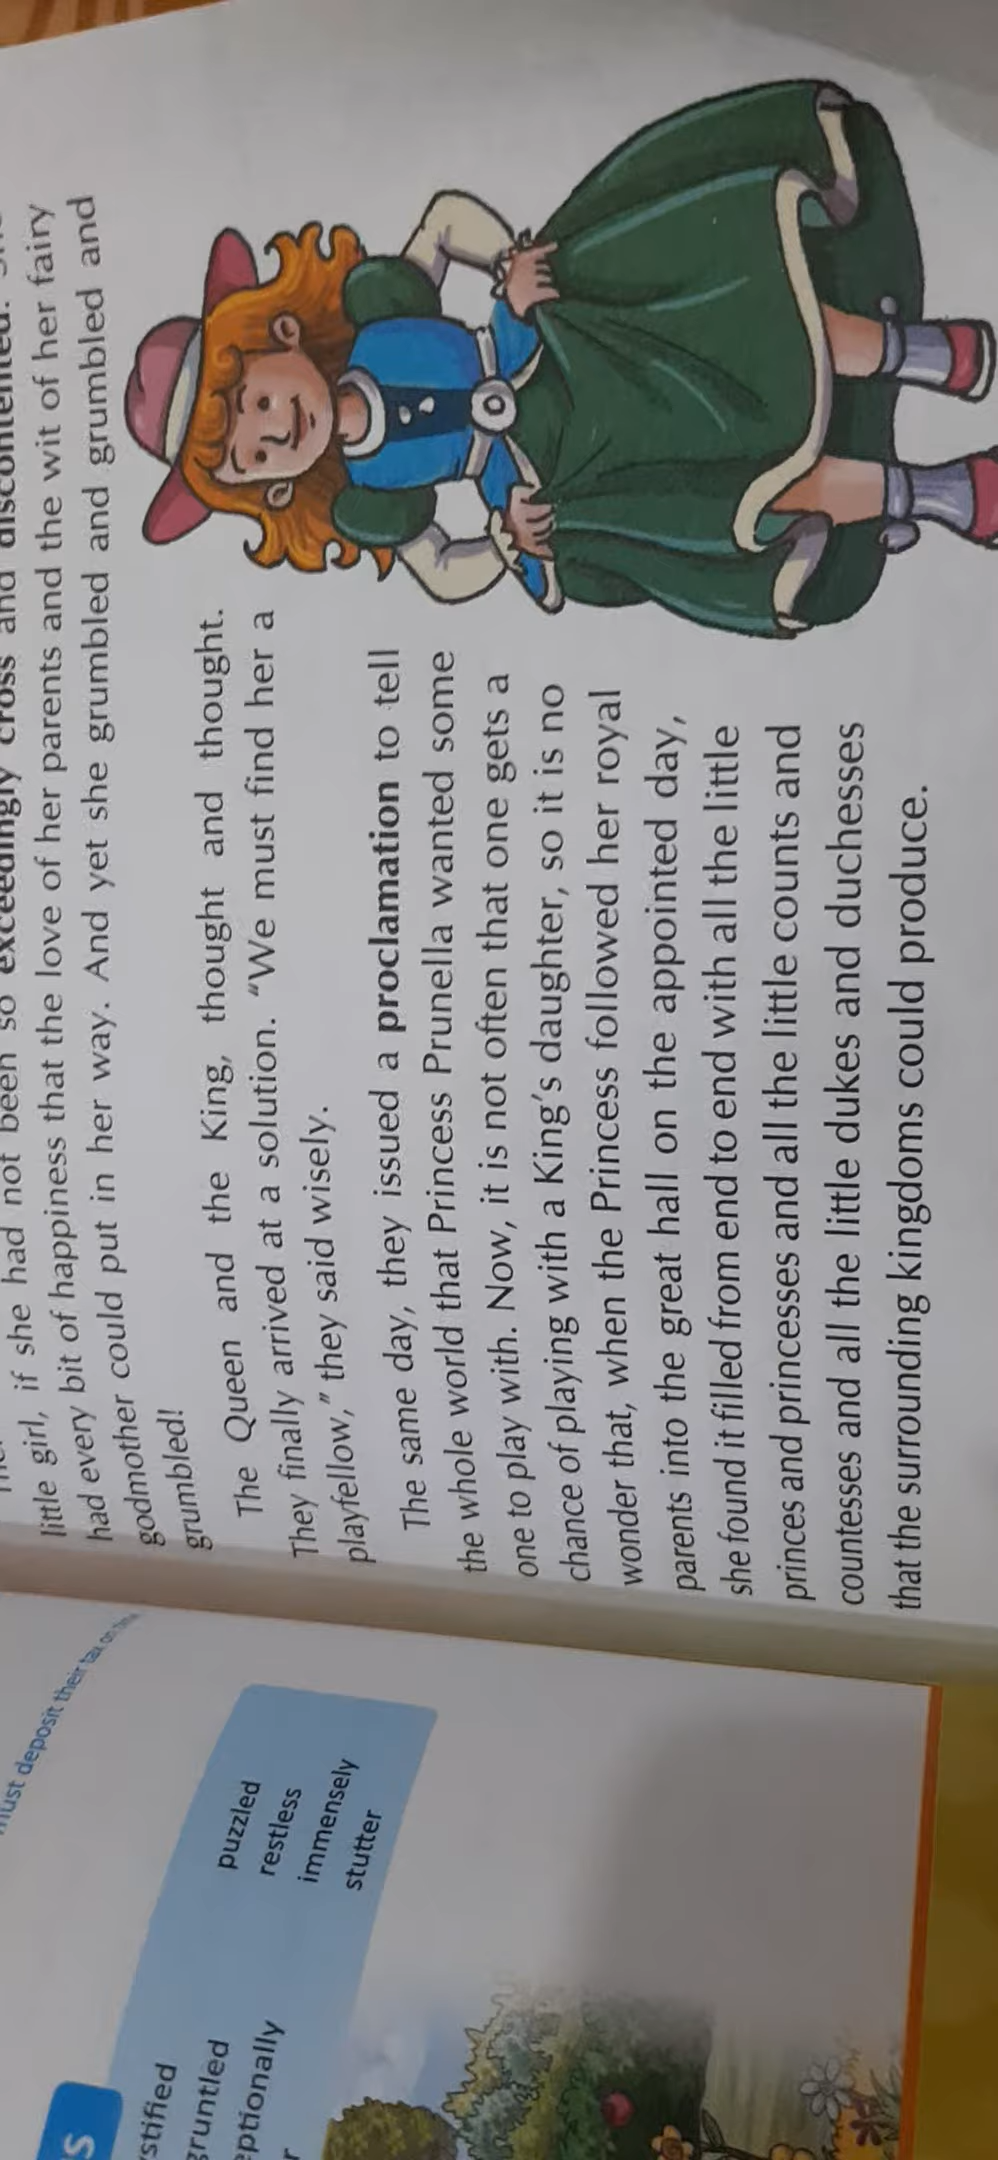 must deposit their tax on time
puzzled
restless
immensely
stutter
little girl, if she had not been so exceedingly cross and discontented.
had every bit of happiness that the love of her parents and the wit of her fairy
godmother could put in her way. And yet she grumbled and grumbled and
grumbled!
The Queen and the King, thought and thought.
They finally arrived at a solution. “We must find her a
playfellow,” they said wisely.
The same day, they issued a proclamation to tell
the whole world that Princess Prunella wanted some
one to play with. Now, it is not often that one gets a
chance of playing with a King’s daughter, so it is no
wonder that, when the Princess followed her royal
parents into the great hall on the appointed day,
she found it filled from end to end with all the little
princes and princesses and all the little counts and
countesses and all the little dukes and duchesses
that the surrounding kingdoms could produce.